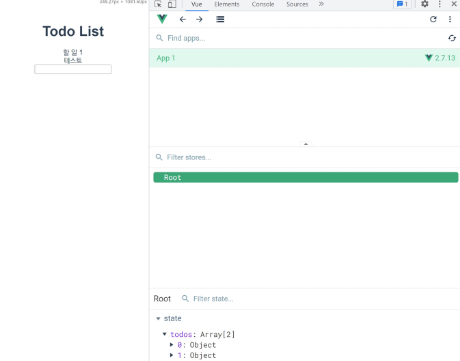 Vue
Elements
Console
Sources
»
1
Todo List
할 일 1
테스트
Find apps...
App 1
2.7.13
Filter stores...
Root
Root
Filter state...
state
todos: Array[2]
0: Object
1: Object